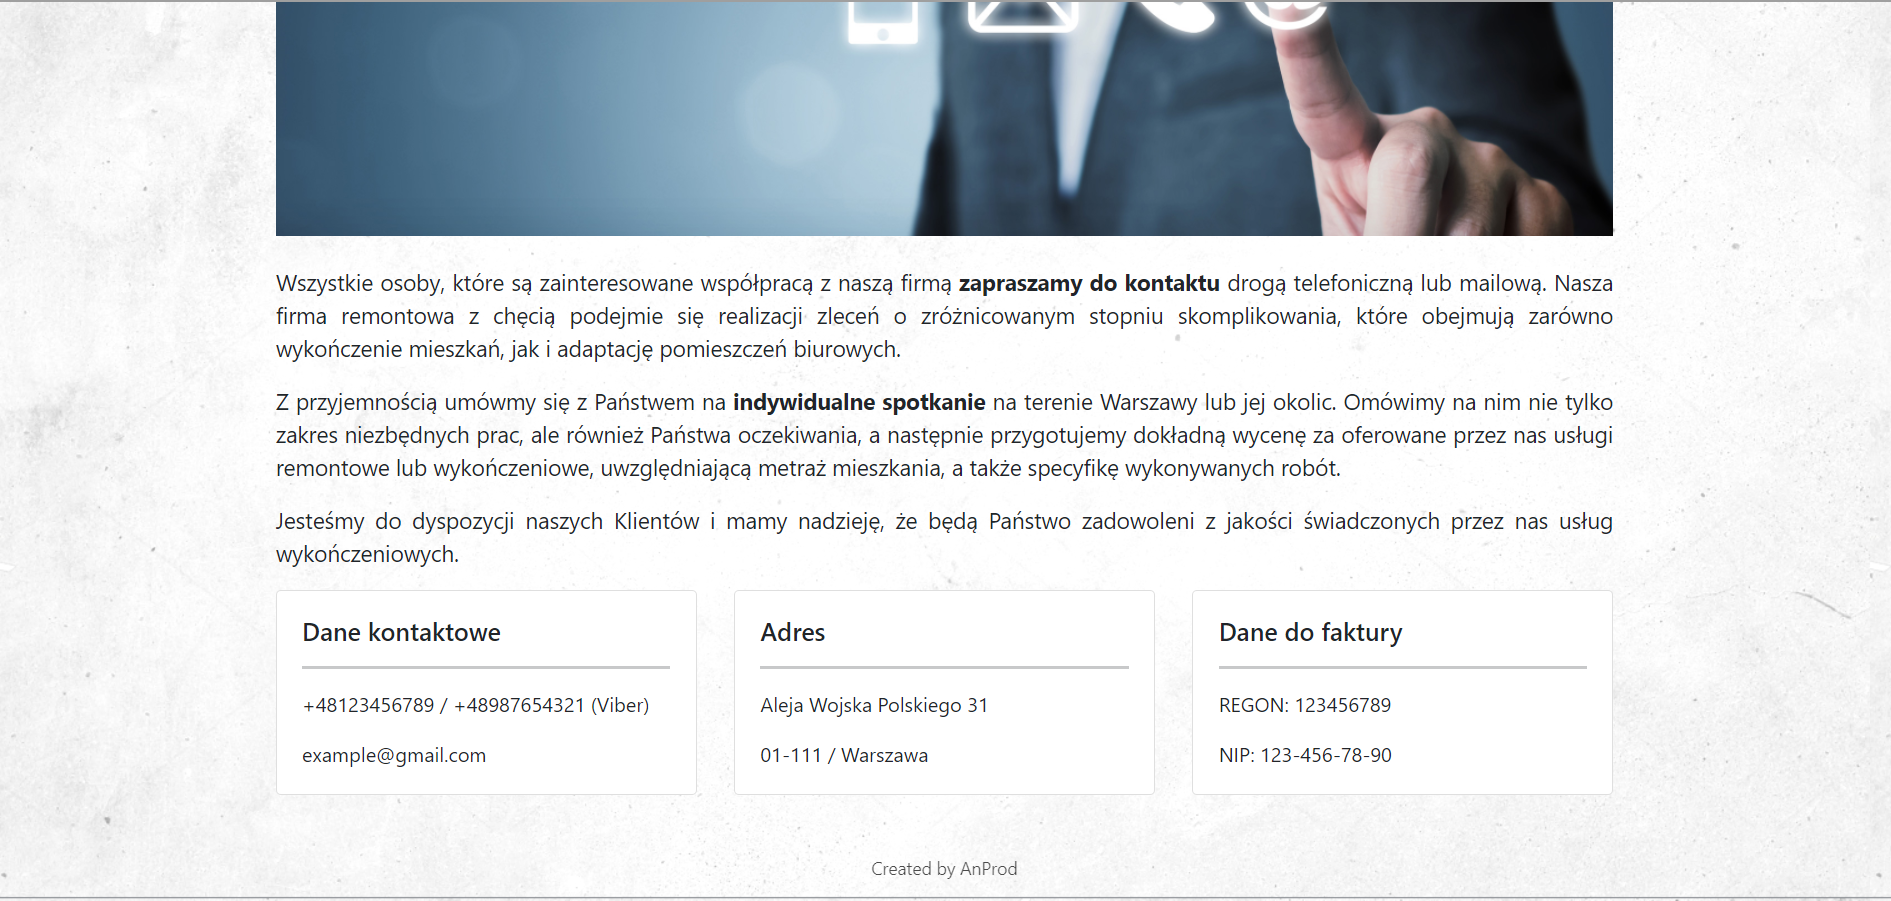 Wszystkie osoby, które są zainteresowane współpracą z naszą firmą zapraszamy do kontaktu drogą telefoniczną lub mailową. Nasza
firma remontowa z chęcią podejmie się realizacji zleceń o zróżnicowanym stopniu skomplikowania, które obejmują zarówno
wykończenie mieszkań, jak i adaptację pomieszczeń biurowych.
Z przyjemnością umówmy się z Państwem na indywidualne spotkanie na terenie Warszawy lub jej okolic. Omówimy na nim nie tylko
zakres niezbędnych prac, ale również Państwa oczekiwania, a następnie przygotujemy dokładną wycenę za oferowane przez nas usługi
remontowe lub wykończeniowe, uwzględniającą metraż mieszkania, a także specyfikę wykonywanych robót.
Jesteśmy do dyspozycji naszych Klientów i mamy nadzieję, że będą Państwo zadowoleni z jakości świadczonych przez nas usług
wykończeniowych.
Dane kontaktowe
+48123456789 / +48987654321 (Viber)
example@gmail.com
Adres
Aleja Wojska Polskiego 31
01-111 / Warszawa
Dane do faktury
REGON: 123456789
NIP: 123-456-78-90
Created by AnProd